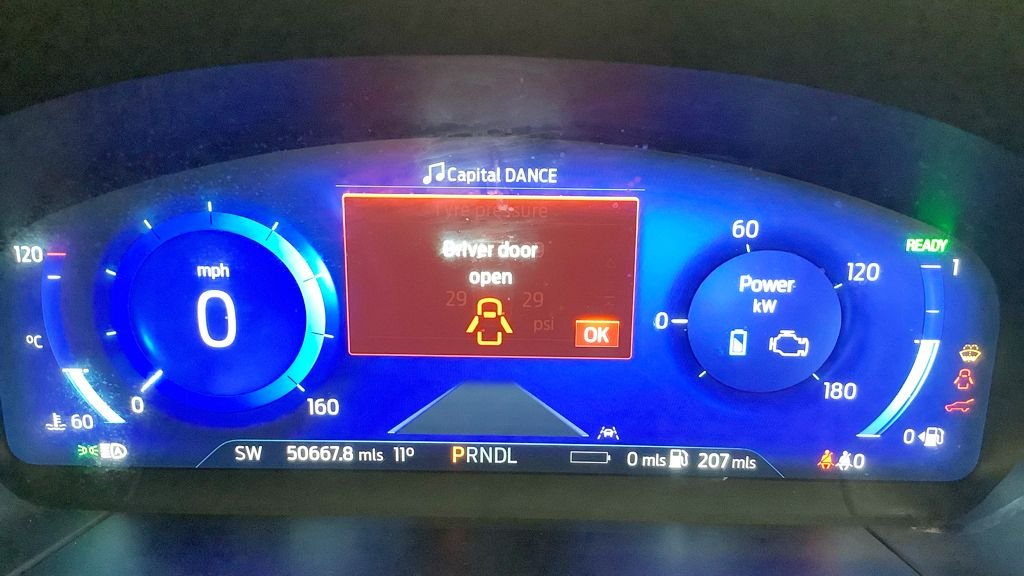 Capital DANCE
Tyre pressure
Driver door
open
29 29
psi
OK
120
°C
60
mph
0
0
160
60
120
0
180
Power
kW
READY
1
0
A
SW 50667.8 mls 11° PRNDL 0 mls 207 mls
0